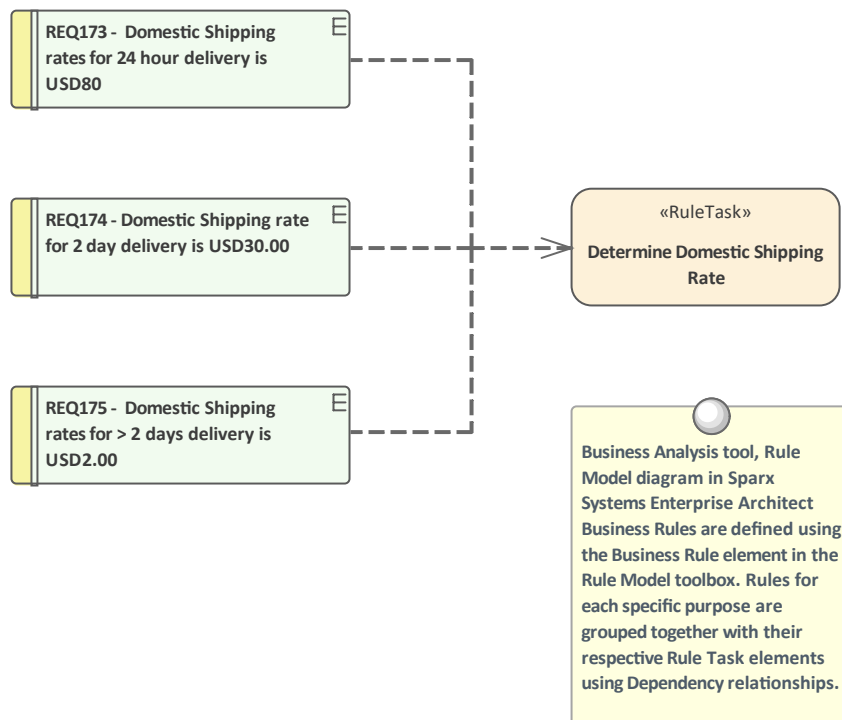 REQ173 - Domestic Shipping
rates for 24 hour delivery is
USD80
REQ174 - Domestic Shipping rate
for 2 day delivery is USD30.00
REQ175 - Domestic Shipping
rates for > 2 days delivery is
USD2.00
«RuleTask»
Determine Domestic Shipping
Rate
Business Analysis tool, Rule
Model diagram in Sparx
Systems Enterprise Architect
Business Rules are defined using
the Business Rule element in the
Rule Model toolbox. Rules for
each specific purpose are
grouped together with their
respective Rule Task elements
using Dependency relationships.